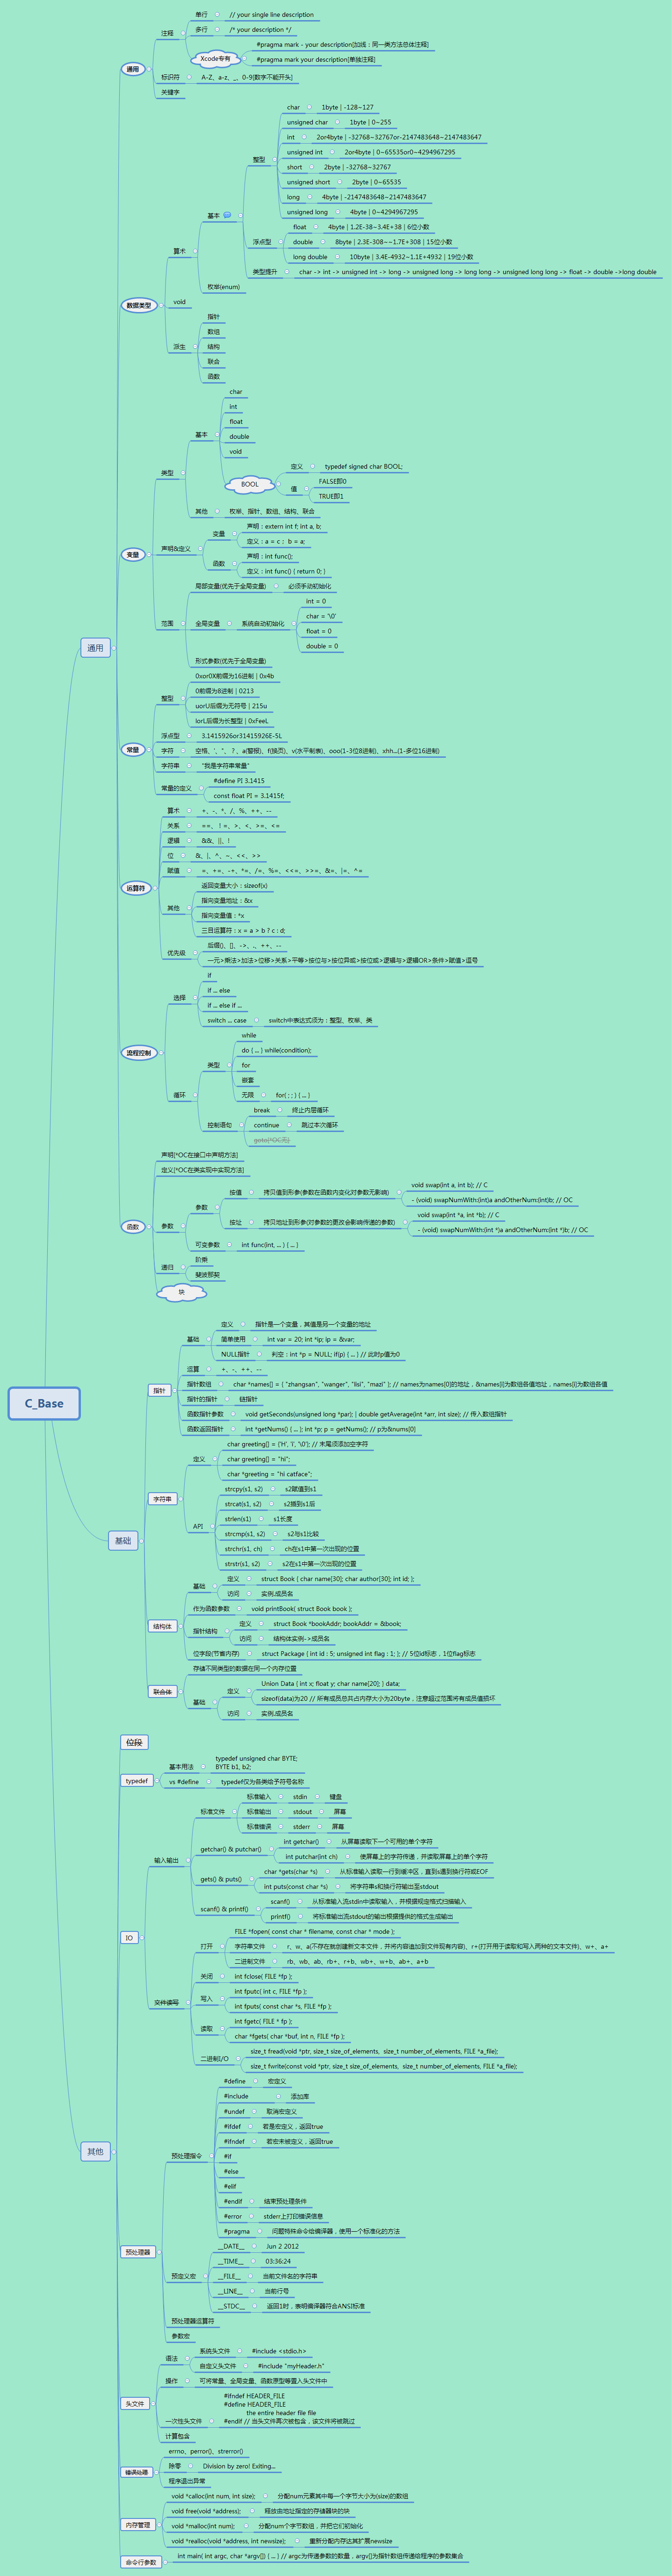 C_Base
通用
通用
注释
单行
// your single line description
多行
/* your description */
Xcode专有
#pragma mark - your description[加线：同一类方法总体注释]
#pragma mark your description[单独注释]
标识符
A-Z、a-z、_、0-9[数字不能开头]
关键字
数据类型
算术
基本
整型
char
1byte | -128~127
unsigned char
1byte | 0~255
int
2or4byte | -32768~32767or-2147483648~2147483647
unsigned int
2or4byte | 0~65535or0~4294967295
short
2byte | -32768~32767
unsigned short
2byte | 0~65535
long
4byte | -2147483648~2147483647
unsigned long
4byte | 0~4294967295
浮点型
float
4byte | 1.2E-38~3.4E+38 | 6位小数
double
8byte | 2.3E-308~~1.7E+308 | 15位小数
long double
10byte | 3.4E-4932~1.1E+4932 | 19位小数
类型提升
char -> int -> unsigned int -> long -> unsigned long -> long long -> unsigned long long -> float -> double ->long double
枚举(enum)
void
派生
指针
数组
结构
联合
函数
变量
类型
基本
char
int
float
double
void
BOOL
定义
typedef signed char BOOL;
值
FALSE即0
TRUE即1
其他
枚举、指针、数组、结构、联合
声明&定义
变量
声明：extern int f; int a, b;
定义：a = c； b = a;
函数
声明：int func();
定义：int func() { return 0; }
范围
局部变量(优先于全局变量)
必须手动初始化
全局变量
系统自动初始化
int = 0
char = '\0'
float = 0
double = 0
形式参数(优先于全局变量)
常量
整型
0xor0X前缀为16进制 | 0x4b
0前缀为8进制 | 0213
uorU后缀为无符号 | 215u
lorL后缀为长整型 | 0xFeeL
浮点型
3.1415926or31415926E-5L
字符
空格、'、"、？、a(警报)、f(换页)、v(水平制表)、ooo(1-3位8进制)、xhh...(1-多位16进制)
字符串
"我是字符串常量"
常量的定义
#define PI 3.1415
const float PI = 3.1415f;
运算符
算术
+、-、*、/、%、++、--
关系
==、！=、>、<、>=、<=
逻辑
&&、||、!
位
&、|、^、~、<<、>>
赋值
=、+=、-+、*=、/=、%=、<<=、>>=、&=、|=、^=
其他
返回变量大小：sizeof(x)
指向变量地址：&x
指向变量值：*x
三目运算符：x = a > b ? c : d;
优先级
后缀()、[]、->、.、++、--
一元>乘法>加法>位移>关系>平等>按位与>按位异或>按位或>逻辑与>逻辑OR>条件>赋值>逗号
流程控制
选择
if
if ... else
if ... else if ...
switch ... case
switch中表达式须为：整型、枚举、类
循环
类型
while
do { ... } while(condition);
for
嵌套
无限
for( ; ; ) { ... }
控制语句
break
终止内层循环
continue
跳过本次循环
goto[*OC无]
函数
声明[*OC在接口中声明方法]
定义[*OC在类实现中实现方法]
参数
参数
按值
拷贝值到形参(参数在函数内变化对参数无影响)
void swap(int a, int b); // C
- (void) swapNumWith:(int)a andOtherNum:(int)b; // OC
按址
拷贝地址到形参(对参数的更改会影响传递的参数)
void swap(int *a, int *b); // C
- (void) swapNumWith:(int *)a andOtherNum:(int *)b; // OC
可变参数
int func(int, ... ) { ... }
递归
阶乘
斐波那契
块
基础
指针
基础
定义
指针是一个变量，其值是另一个变量的地址
简单使用
int var = 20; int *ip; ip = &var;
NULL指针
判空：int *p = NULL; if(p) { ... } // 此时p值为0
运算
+、-、++、--
指针数组
char *names[] = { "zhangsan", "wanger", "lisi", "mazi" }; // names为names[0]的地址，&names[i]为数组各值地址，names[i]为数组各值
指针的指针
链指针
函数指针参数
void getSeconds(unsigned long *par); | double getAverage(int *arr, int size); // 传入数组指针
函数返回指针
int *getNums() { ... }; int *p; p = getNums(); // p为&nums[0]
字符串
定义
char greeting[] = {'H', 'i', '\0'}; // 末尾须添加空字符
char greeting[] = "hi";
char *greeting = "hi catface";
API
strcpy(s1, s2)
s2赋值到s1
strcat(s1, s2)
s2插到s1后
strlen(s1)
s1长度
strcmp(s1, s2)
s2与s1比较
strchr(s1, ch)
ch在s1中第一次出现的位置
strstr(s1, s2)
s2在s1中第一次出现的位置
结构体
基础
定义
struct Book { char name[30]; char author[30]; int id; };
访问
实例.成员名
作为函数参数
void printBook( struct Book book );
指针结构
定义
struct Book *bookAddr; bookAddr = &book;
访问
结构体实例->成员名
位字段(节省内存)
struct Package { int id : 5; unsigned int flag : 1; }; // 5位id标志，1位flag标志
联合体
存储不同类型的数据在同一个内存位置
基础
定义
Union Data { int x; float y; char name[20]; } data;
sizeof(data)为20 // 所有成员总共占内存大小为20byte，注意超过范围将有成员值损坏
访问
实例.成员名
其他
位段
typedef
基本用法
typedef unsigned char BYTE;
BYTE b1, b2;
vs #define
typedef仅为各类给予符号名称
IO
输入输出
标准文件
标准输入
stdin
键盘
标准输出
stdout
屏幕
标准错误
stderr
屏幕
getchar() & putchar()
int getchar()
从屏幕读取下一个可用的单个字符
int putchar(int ch)
使屏幕上的字符传递，并读取屏幕上的单个字符
gets() & puts()
char *gets(char *s)
从标准输入读取一行到缓冲区，直到s遇到换行符或EOF
int puts(const char *s)
将字符串s和换行符输出至stdout
scanf() & printf()
scanf()
从标准输入流stdin中读取输入，并根据规定格式扫描输入
printf()
将标准输出流stdout的输出根据提供的格式生成输出
文件读写
打开
FILE *fopen( const char * filename, const char * mode );
字符串文件
r、w、a(不存在就创建新文本文件，并将内容追加到文件现有内容)、r+(打开用于读取和写入两种的文本文件)、w+、a+
二进制文件
rb、wb、ab、rb+、r+b、wb+、w+b、ab+、a+b
关闭
int fclose( FILE *fp );
写入
int fputc( int c, FILE *fp );
int fputs( const char *s, FILE *fp );
读取
int fgetc( FILE * fp );
char *fgets( char *buf, int n, FILE *fp );
二进制I/O
size_t fread(void *ptr, size_t size_of_elements, size_t number_of_elements, FILE *a_file);
size_t fwrite(const void *ptr, size_t size_of_elements, size_t number_of_elements, FILE *a_file);
预处理器
预处理指令
#define
宏定义
#include
添加库
#undef
取消宏定义
#ifdef
若是宏定义，返回true
#ifndef
若宏未被定义，返回true
#if
#else
#elif
#endif
结束预处理条件
#error
stderr上打印错误信息
#pragma
问题特殊命令给编译器，使用一个标准化的方法
预定义宏
__DATE__
Jun 2 2012
__TIME__
03:36:24
__FILE__
当前文件名的字符串
__LINE__
当前行号
__STDC__
返回1时，表明编译器符合ANSI标准
预处理器运算符
参数宏
头文件
语法
系统头文件
#include <stdio.h>
自定义头文件
#include "myHeader.h"
操作
可将常量、全局变量、函数原型等置入头文件中
一次性头文件
#ifndef HEADER_FILE
#define HEADER_FILE
the entire header file file
#endif // 当头文件再次被包含，该文件将被跳过
计算包含
错误处理
errno、perror()、strerror()
除零
Division by zero! Exiting...
程序退出异常
内存管理
void *calloc(int num, int size);
分配num元素其中每一个字节大小为(size)的数组
void free(void *address);
释放由地址指定的存储器块的块
void *malloc(int num);
分配num个字节数组，并把它们初始化
void *realloc(void *address, int newsize);
重新分配内存达其扩展newsize
命令行参数
int main( int argc, char *argv[] ) { ... } // argc为传递参数的数量，argv[]为指针数组传递给程序的参数集合